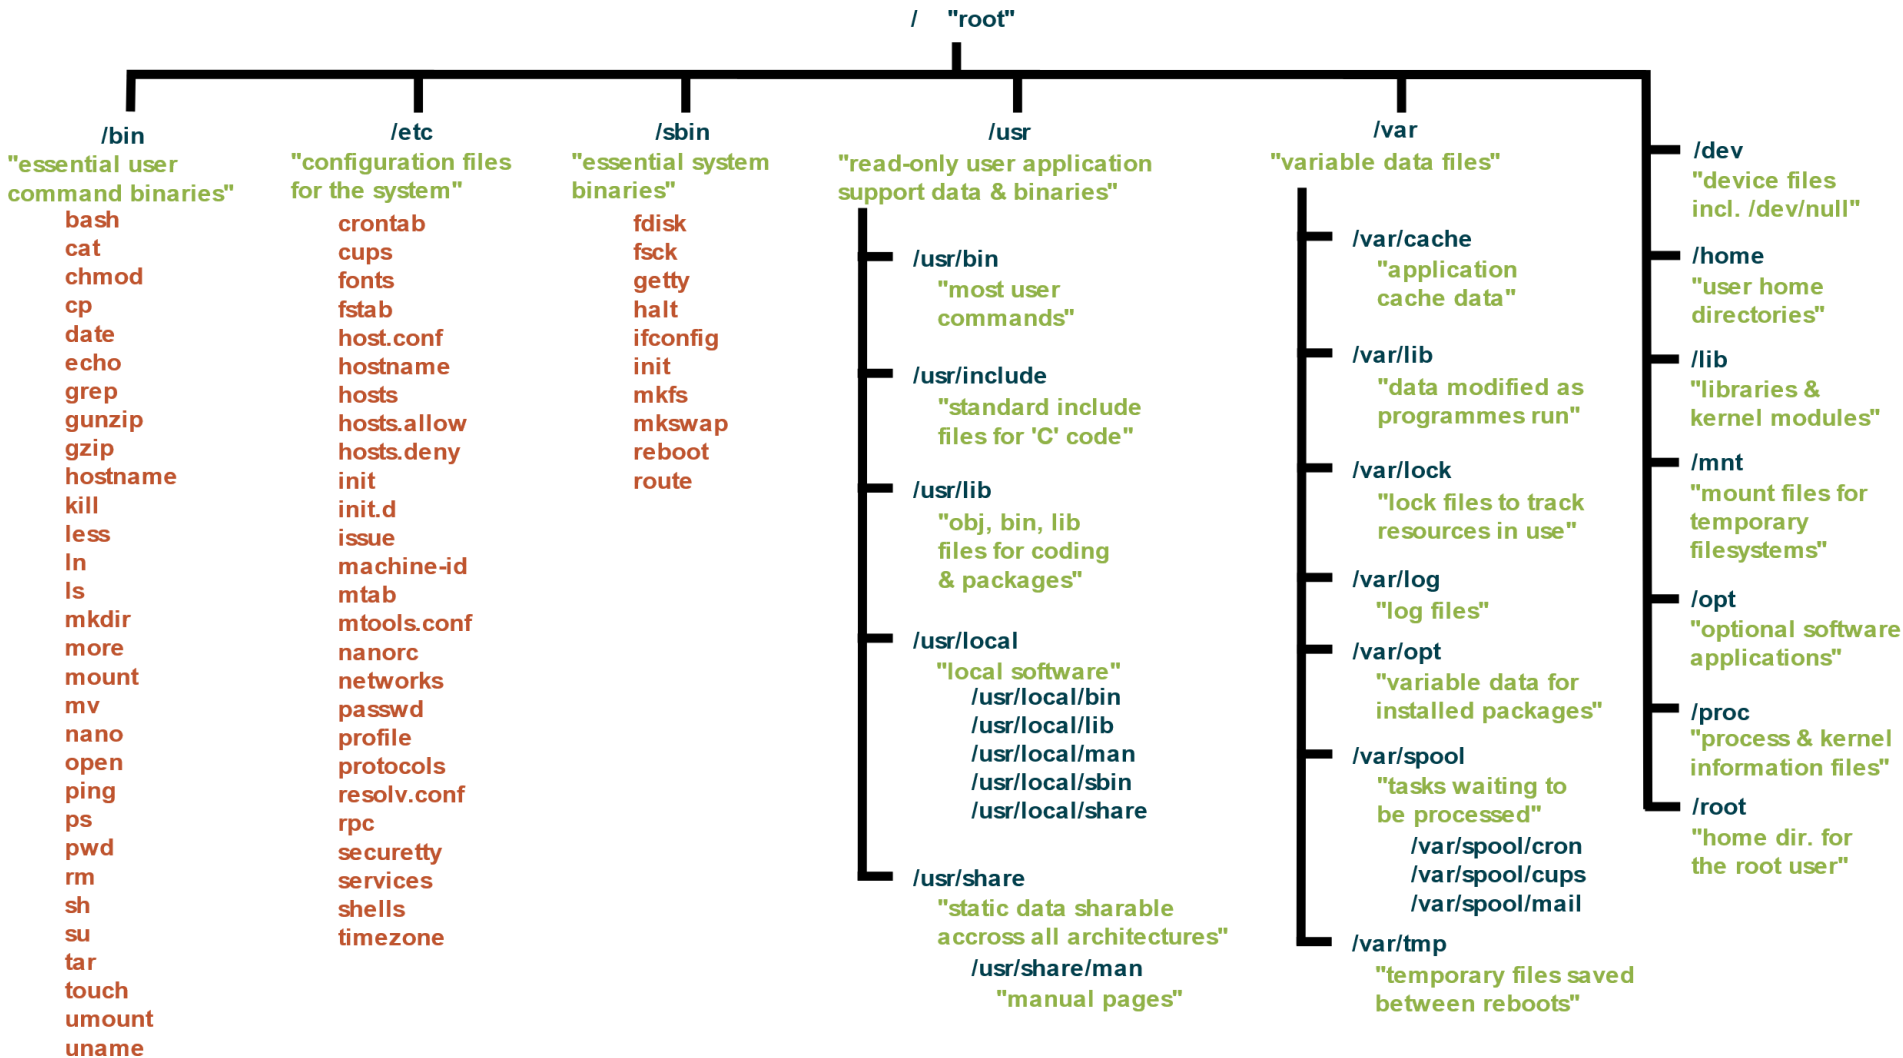 / "root"
/bin
"essential user
command binaries"
bash
cat
chmod
cp
date
echo
grep
gunzip
gzip
hostname
kill
less
ln
ls
mkdir
more
mount
mv
nano
open
ping
ps
pwd
rm
sh
su
tar
touch
umount
uname
/etc
"configuration files
for the system"
crontab
cups
fonts
fstab
host.conf
hostname
hosts
hosts.allow
hosts.deny
init
init.d
issue
machine-id
mtab
mtools.conf
nanorc
networks
passwd
profile
protocols
resolv.conf
rpc
securetty
services
shells
timezone
/sbin
"essential system
binaries"
fdisk
fsck
getty
halt
ifconfig
init
mkfs
mkswap
reboot
route
/usr
"read-only user application
support data & binaries"
/usr/bin
"most user
commands"
/usr/include
"standard include
files for 'C' code"
/usr/lib
"obj, bin, lib
files for coding
& packages"
/usr/local
"local software"
/usr/local/bin
/usr/local/lib
/usr/local/man
/usr/local/sbin
/usr/local/share
/usr/share
"static data sharable
accross all architectures"
/usr/share/man
"manual pages"
/var
"variable data files"
/var/cache
"application
cache data"
/var/lib
"data modified as
programmes run"
/var/lock
"lock files to track
resources in use"
/var/log
"log files"
/var/opt
"variable data for
installed packages"
/var/spool
"tasks waiting to
be processed"
/var/spool/cron
/var/spool/cups
/var/spool/mail
/var/tmp
"temporary files saved
between reboots"
/dev
"device files
incl. /dev/null"
/home
"user home
directories"
/lib
"libraries &
kernel modules"
/mnt
"mount files for
temporary
filesystems"
/opt
"optional software
applications"
/proc
"process & kernel
information files"
/root
"home dir. for
the root user"